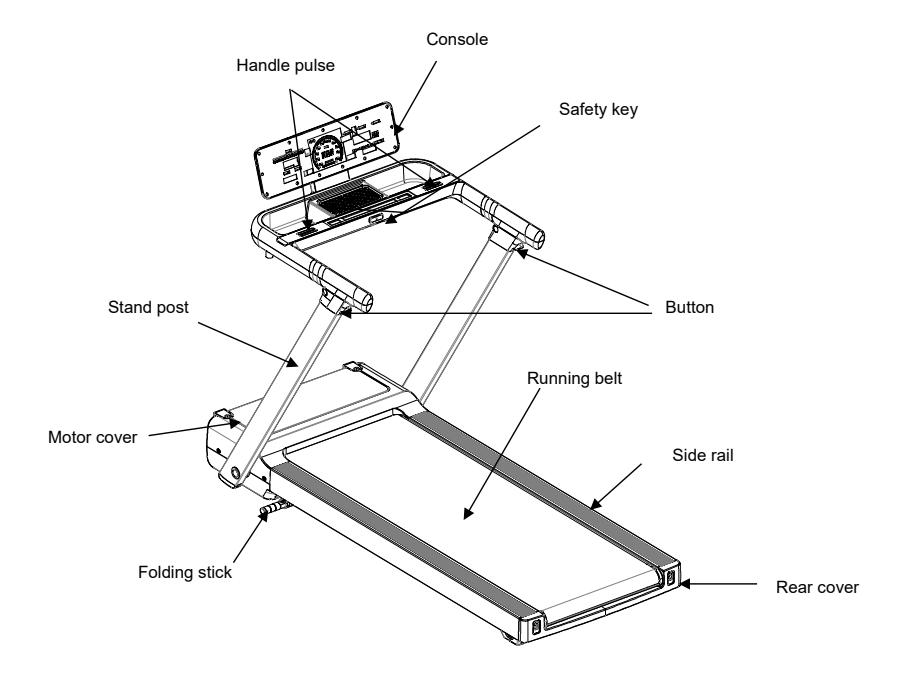 Console
Handle pulse
Safety key
Stand post
Button
Running belt
Motor cover
Side rail
Folding stick
Rear cover